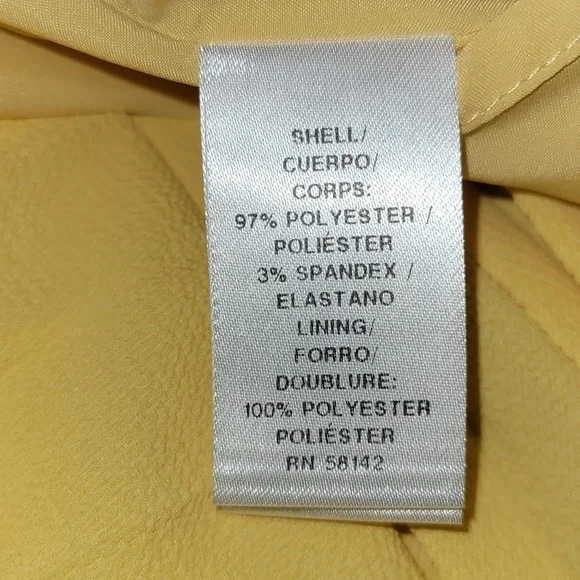 SHELL/
CUERPO/
CORPS:
97% POLYESTER /
POLIÉSTER
3% SPANDEX /
ELASTANO
LINING/
FORRO/
DOUBLURE:
100% POLYESTER
POLIÉSTER
RN 58142